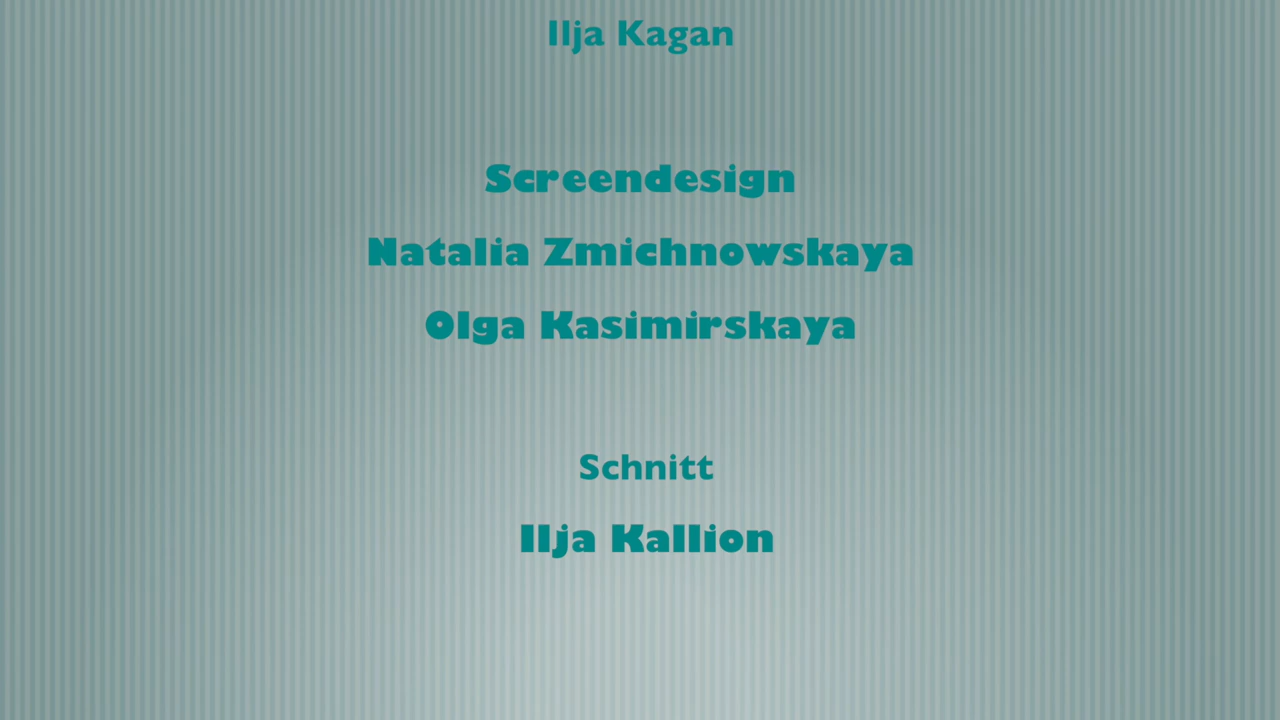 Ilja Kagan
Screendesign
Natalia Zmichnowskaya
Olga Kasimirskaya
Schnitt
Ilja Kallion